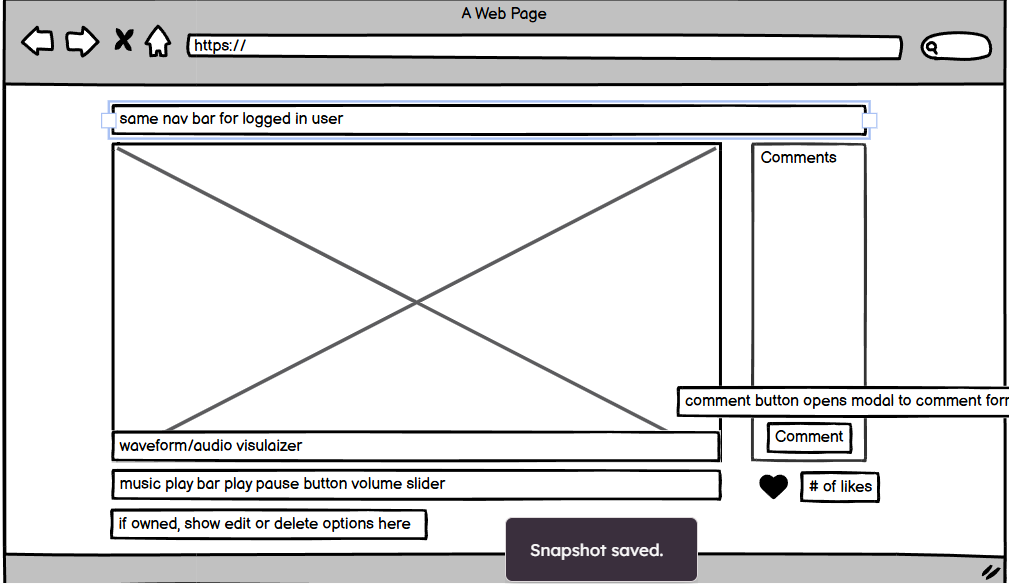 A Web Page
https://
same nav bar for logged in user
Comments
comment button opens modal to comment form
Comment
waveform/audio visulaizer
music play bar play pause button volume slider
# of likes
if owned, show edit or delete options here
Snapshot saved.